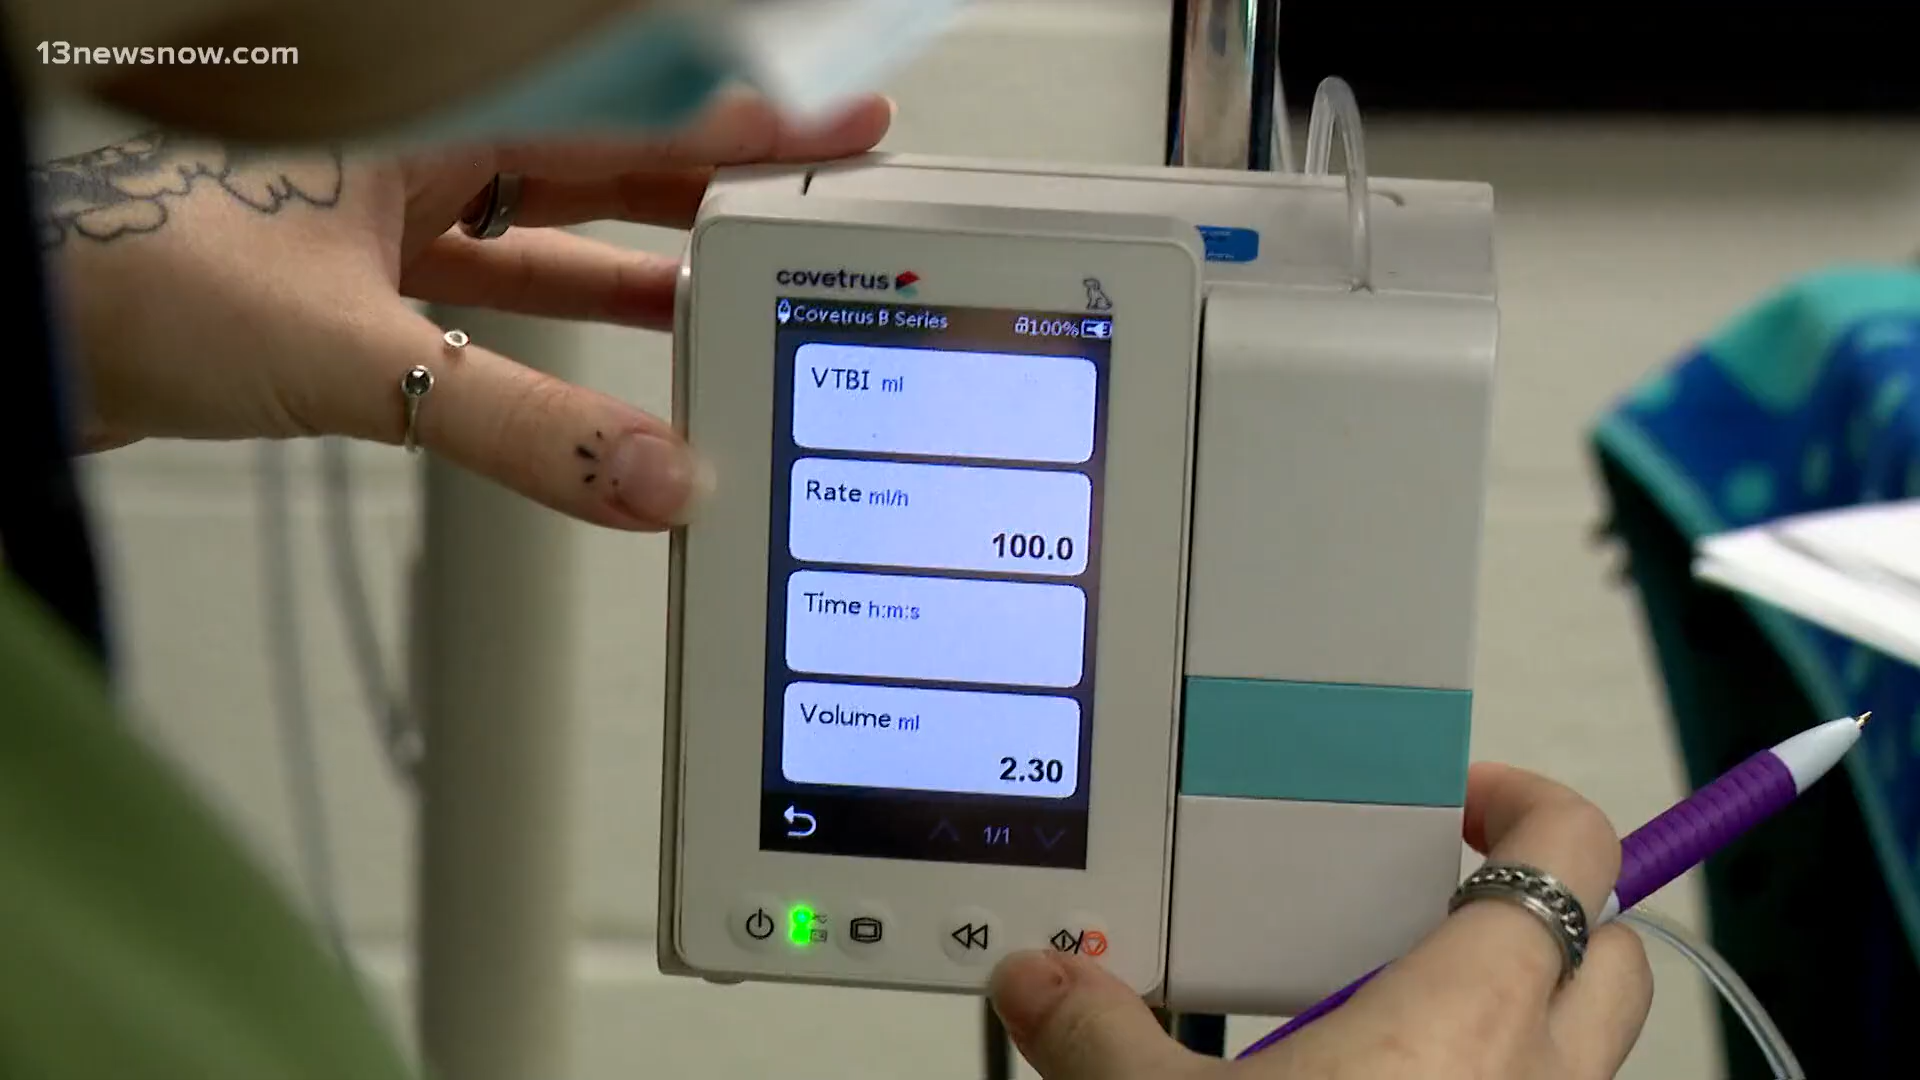 13newsnow.com
covetrus
Covetrus B Series 100%
VTBI ml
Rate ml/h
100.0
Time h:m:s
Volume ml
2.30
1/1